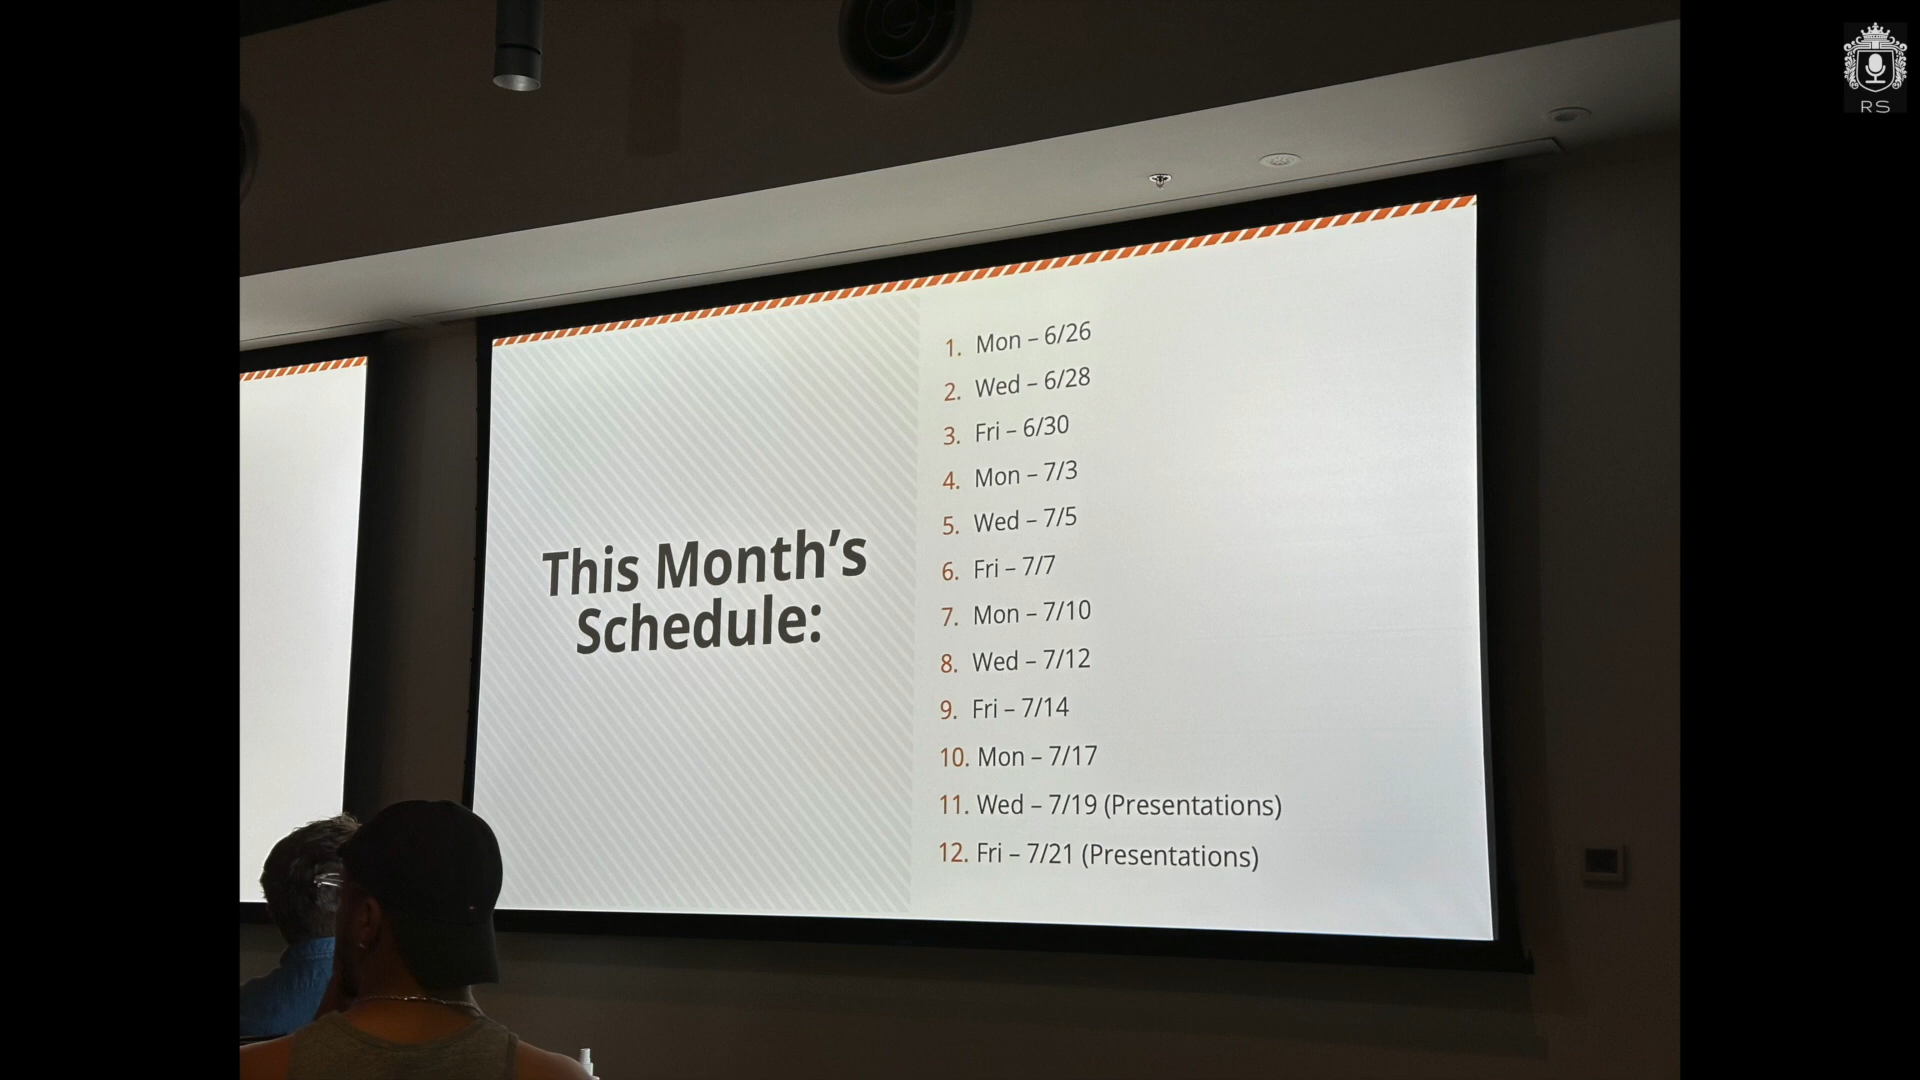 RS
This Month's
Schedule:
1. Mon – 6/26
2. Wed – 6/28
3. Fri – 6/30
4. Mon – 7/3
5. Wed – 7/5
6. Fri – 7/7
7. Mon – 7/10
8. Wed – 7/12
9. Fri – 7/14
10. Mon – 7/17
11. Wed – 7/19 (Presentations)
12. Fri – 7/21 (Presentations)